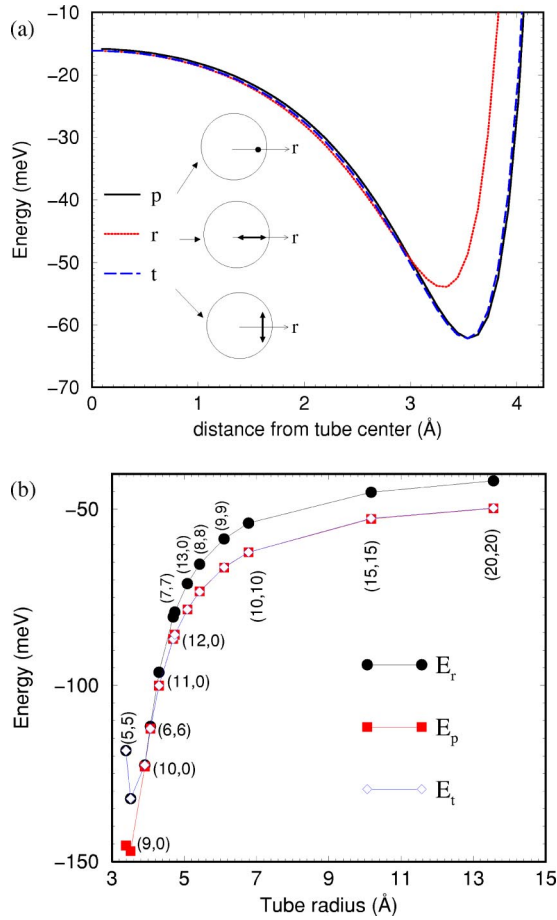 (a)
−10
−20
−30
−40
−50
−60
−70
Energy (meV)
p
r
t
r
r
r
0 1 2 3 4
distance from tube center (Å)
(b)
−50
−100
−150
Energy (meV)
(5,5)
(9,0)
(10,0)
(6,6)
(11,0)
(12,0)
(7,7)
(13,0)
(8,8)
(9,9)
(10,10)
(15,15)
(20,20)
E_r
E_p
E_t
3 5 7 9 11 13 15
Tube radius (Å)